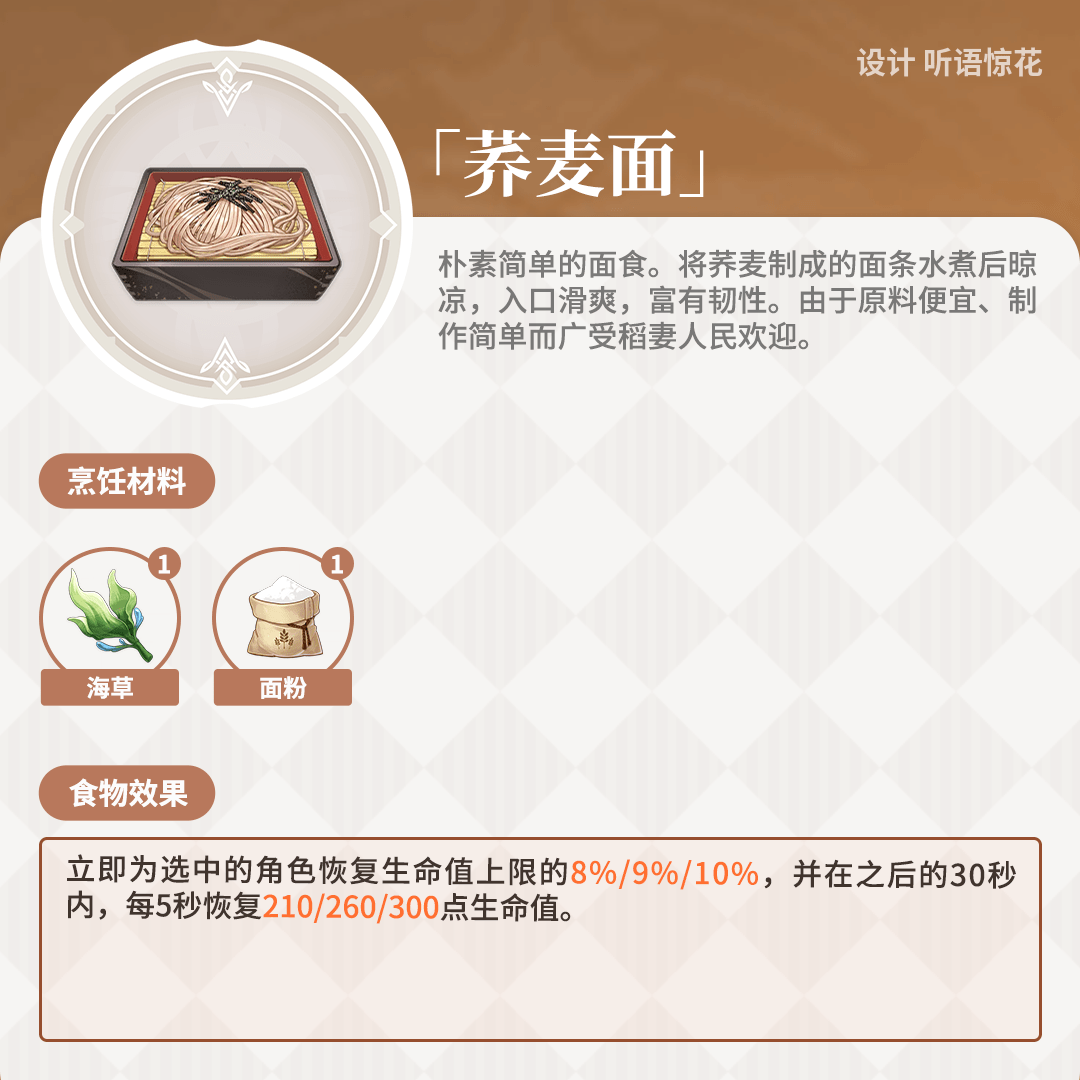 设计 听语惊花
「荞麦面」
朴素简单的面食。将荞麦制成的面条水煮后晾
凉，入口滑爽，富有韧性。由于原料便宜、制
作简单而广受稻妻人民欢迎。
烹饪材料
1
1
海草
面粉
食物效果
立即为选中的角色恢复生命值上限的8%/9%/10%，并在之后的30秒
内，每5秒恢复210/260/300点生命值。